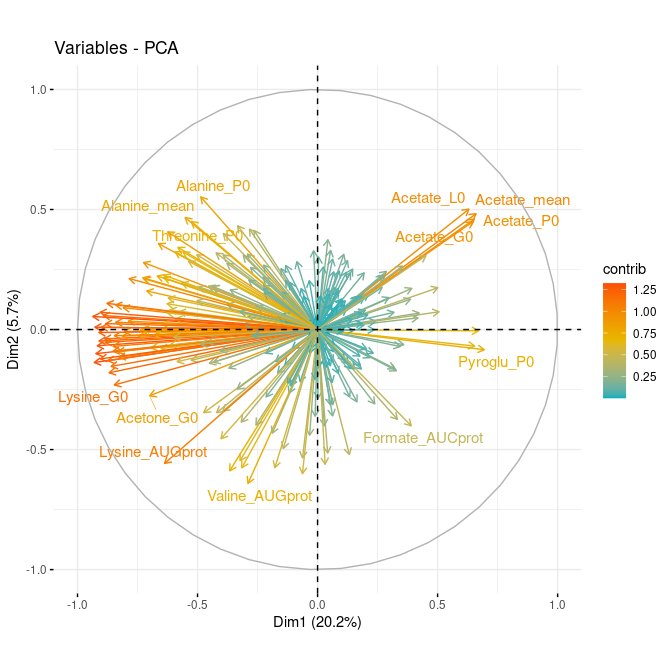 Variables - PCA
1.0
0.5
0.0
-0.5
-1.0
Dim2 (5.7%)
Alanine_P0
Alanine_mean
Threonine_P0
Acetate_L0
Acetate_mean
Acetate_P0
Acetate_G0
Pyroglu_P0
Lysine_G0
Acetone_G0
Formate_AUCprot
Lysine_AUGprot
Valine_AUGprot
-1.0
-0.5
0.0
0.5
1.0
Dim1 (20.2%)
contrib
1.25
1.00
0.75
0.50
0.25